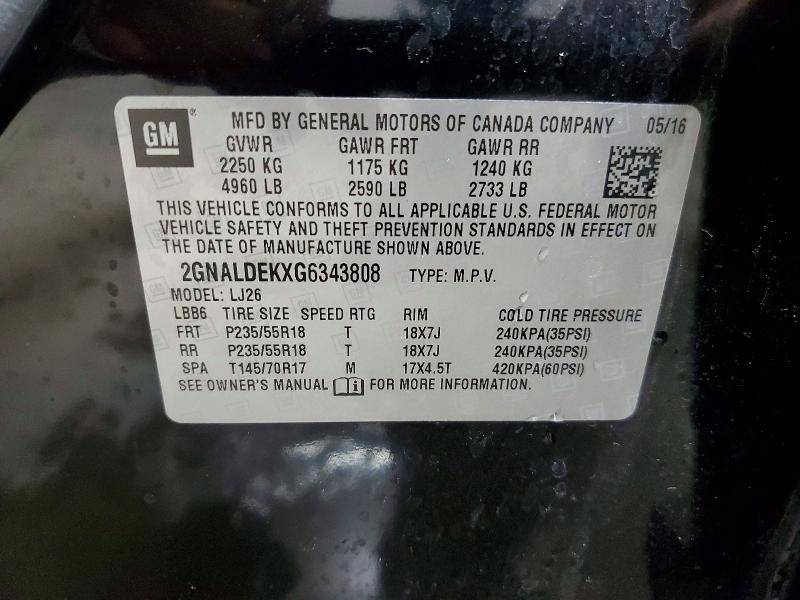 GM ® MFD BY GENERAL MOTORS OF CANADA COMPANY 05/16
GVWR GAWR FRT GAWR RR
2250 KG 1175 KG 1240 KG
4960 LB 2590 LB 2733 LB
THIS VEHICLE CONFORMS TO ALL APPLICABLE U.S. FEDERAL MOTOR
VEHICLE SAFETY AND THEFT PREVENTION STANDARDS IN EFFECT ON
THE DATE OF MANUFACTURE SHOWN ABOVE.
2GNALDEKXG6343808 TYPE: M.P.V.
MODEL: LJ26
LBB6 TIRE SIZE SPEED RTG RIM COLD TIRE PRESSURE
FRT P235/55R18 T 18X7J 240KPA(35PSI)
RR P235/55R18 T 18X7J 240KPA(35PSI)
SPA T145/70R17 M 17X4.5T 420KPA(60PSI)
SEE OWNER'S MANUAL FOR MORE INFORMATION.